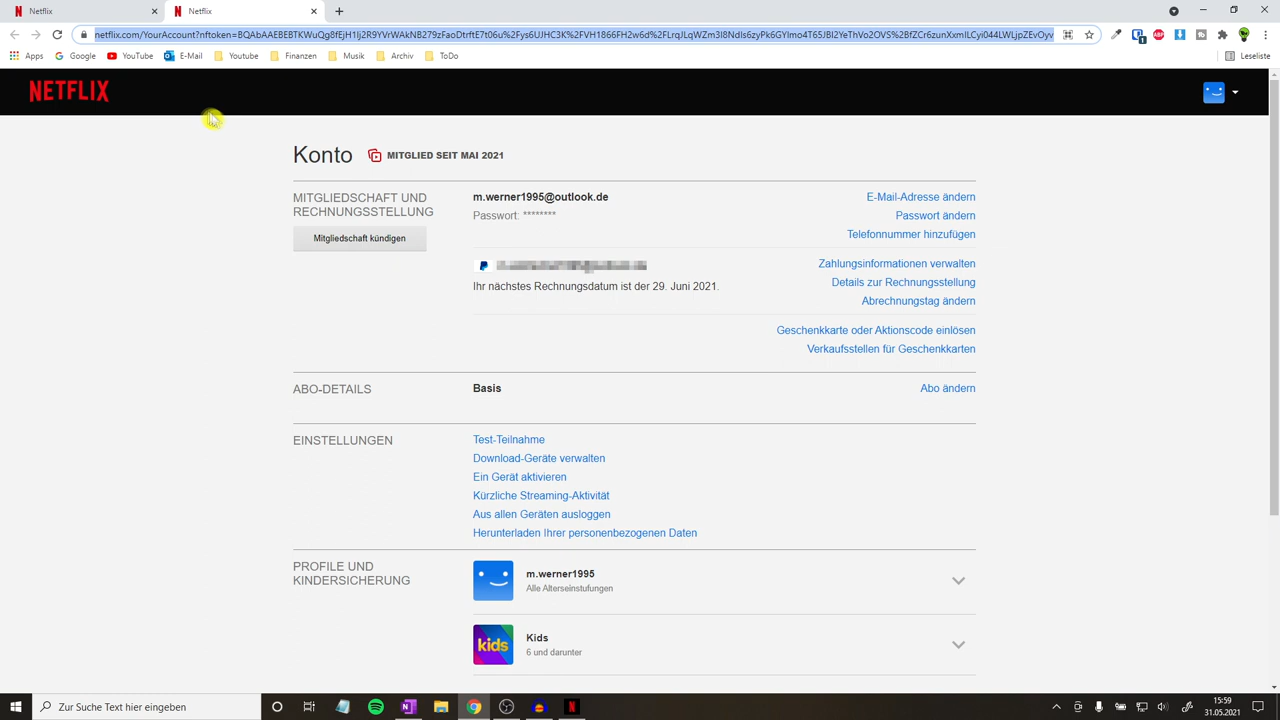 Netflix
Netflix
netflix.com/YourAccount?nftoken=
Apps
Google
YouTube
E-Mail
Youtube
Finanzen
Musik
Archiv
ToDo
Leseliste
NETFLIX
Konto
MITGLIED SEIT MAI 2021
MITGLIEDSCHAFT UND
RECHNUNGSSTELLUNG
Mitgliedschaft kündigen
m.werner1995@outlook.de
Passwort: ********
E-Mail-Adresse ändern
Passwort ändern
Telefonnummer hinzufügen
Ihr nächstes Rechnungsdatum ist der 29. Juni 2021.
Zahlungsinformationen verwalten
Details zur Rechnungsstellung
Abrechnungstag ändern
Geschenkkarte oder Aktionscode einlösen
Verkaufsstellen für Geschenkkarten
ABO-DETAILS
Basis
Abo ändern
EINSTELLUNGEN
Test-Teilnahme
Download-Geräte verwalten
Ein Gerät aktivieren
Kürzliche Streaming-Aktivität
Aus allen Geräten ausloggen
Herunterladen Ihrer personenbezogenen Daten
PROFILE UND
KINDERSICHERUNG
m.werner1995
Alle Alterseinstufungen
kids
Kids
6 und darunter
Zur Suche Text hier eingeben
15:59
31.05.2021